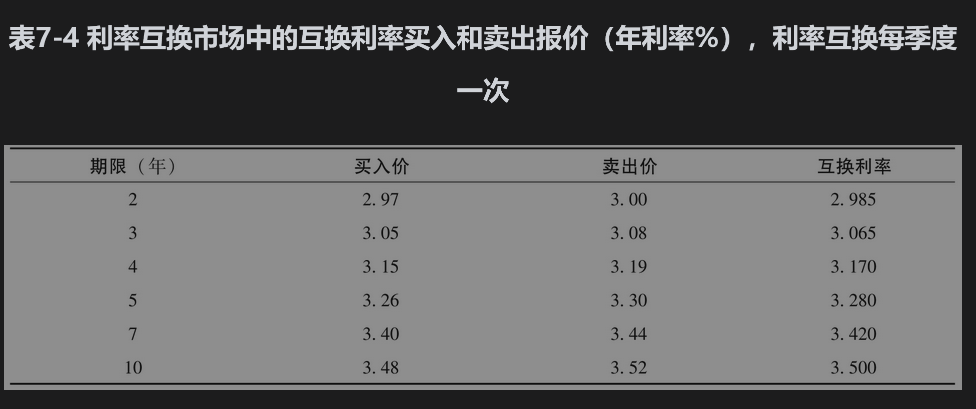 表7-4 利率互换市场中的互换利率买入和卖出报价（年利率%），利率互换每季度
一次
期限（年） 买入价 卖出价 互换利率
2 2.97 3.00 2.985
3 3.05 3.08 3.065
4 3.15 3.19 3.170
5 3.26 3.30 3.280
7 3.40 3.44 3.420
10 3.48 3.52 3.500